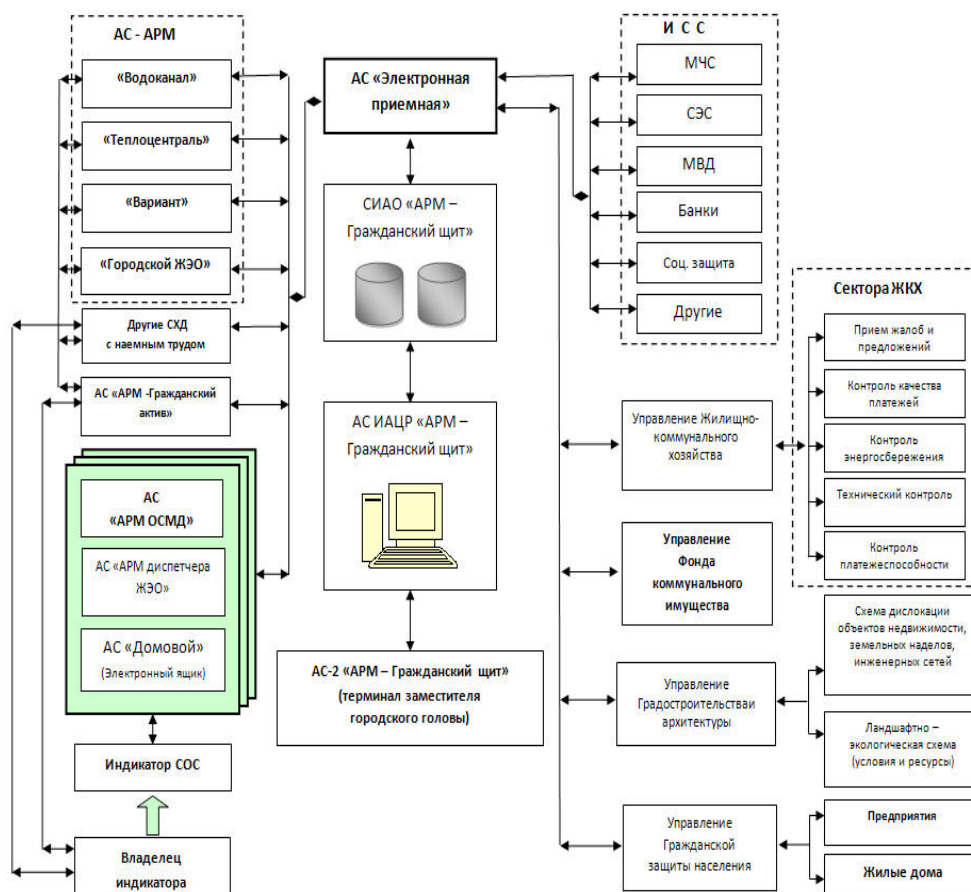 АС - АРМ
«Водоканал»
«Теплоцентраль»
«Вариант»
«Городской ЖЭО»
Другие СХД
с наемным трудом
АС «АРМ -Гражданский
актив»
АС
«АРМ ОСМД»
АС «АРМ диспетчера
ЖЭО»
АС «Домовой»
(Электронный ящик)
Индикатор СОС
Владелец
индикатора
АС «Электронная
приемная»
СИАО «АРМ –
Гражданский щит»
АС ИАЦР «АРМ –
Гражданский щит»
АС-2 «АРМ – Гражданский щит»
(терминал заместителя
городского головы)
И С С
МЧС
СЭС
МВД
Банки
Соц. защита
Другие
Управление Жилищно-
коммунального
хозяйства
Управление
Фонда
коммунального
имущества
Управление
Градостроительстваи
архитектуры
Управление
Гражданской
защиты населения
Сектора ЖКХ
Прием жалоб и
предложений
Контроль качества
платежей
Контроль
энергосбережения
Технический контроль
Контроль
платежеспособности
Схема дислокации
объектов недвижимости,
земельных наделов,
инженерных сетей
Ландшафтно –
экологическая схема
(условия и ресурсы)
Предприятия
Жилые дома